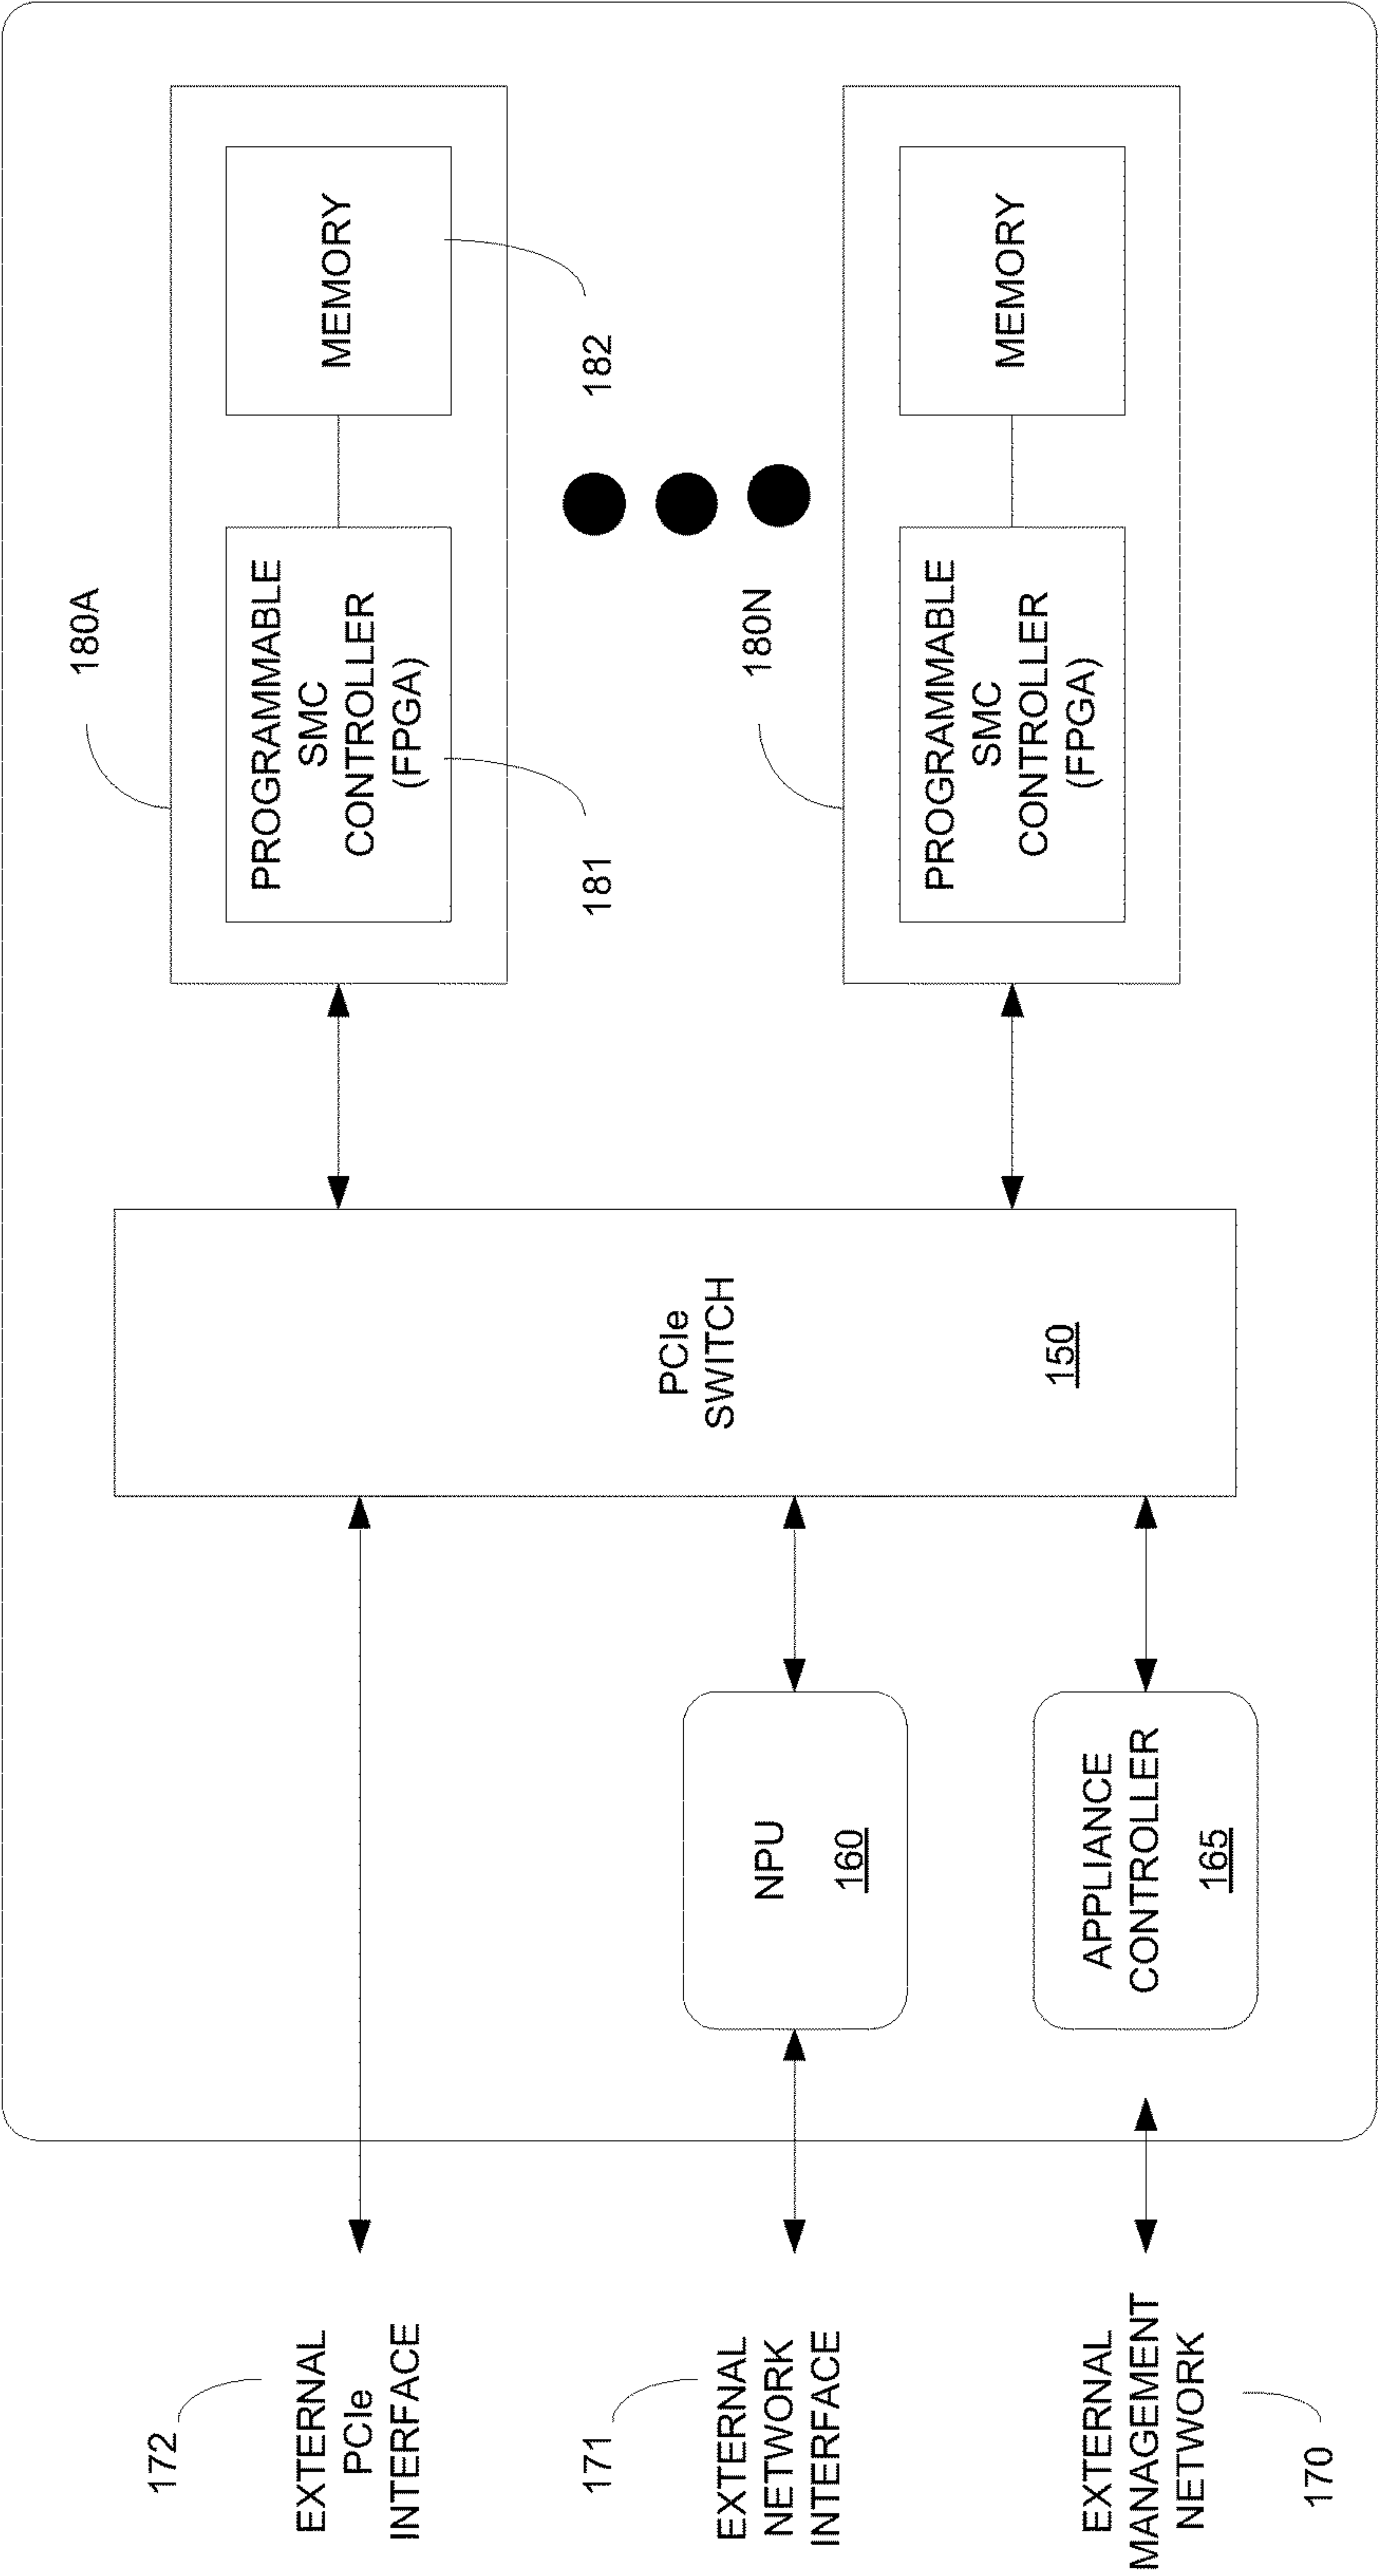 180A
PROGRAMMABLE
SMC
CONTROLLER
(FPGA)
181
MEMORY
182
180N
PROGRAMMABLE
SMC
CONTROLLER
(FPGA)
MEMORY
PCIe
SWITCH
150
NPU
160
APPLIANCE
CONTROLLER
165
172
EXTERNAL
PCIe
INTERFACE
171
EXTERNAL
NETWORK
INTERFACE
EXTERNAL
MANAGEMENT
NETWORK
170